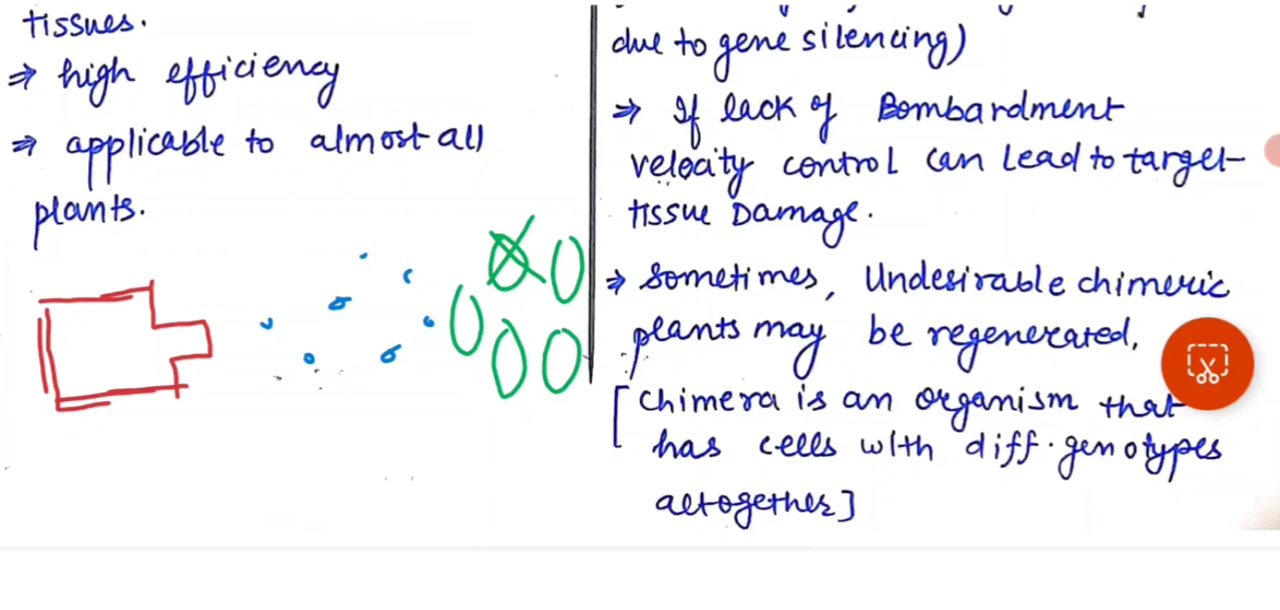 tissues.
⇒ high efficiency
⇒ applicable to almost all
plants.
due to gene silencing)
⇒ If lack of Bombardment
velocity control can lead to target
tissue Damage.
⇒ Sometimes, Undesirable chimeric
plants may be regenerated.
[Chimera is an organism that
has cells with diff. genotypes
altogether]